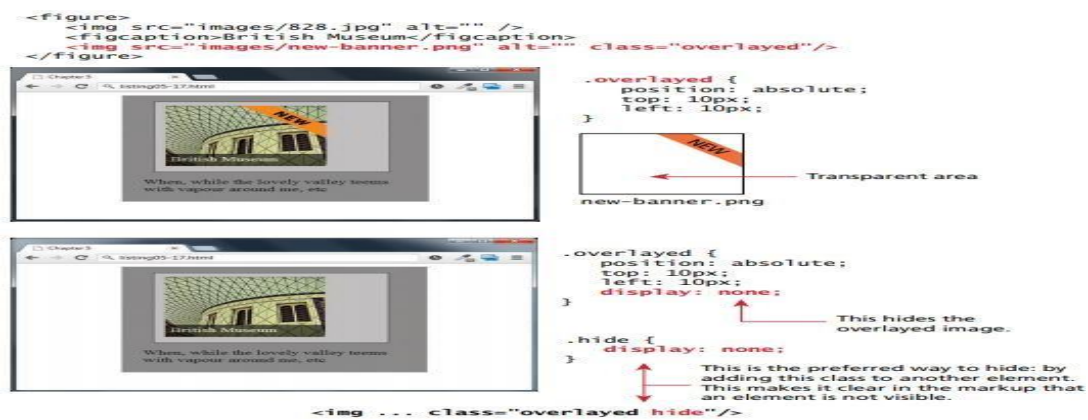 <figure>
<img src="images/828.jpg" alt="" />
<figcaption>British Museum</figcaption>
<img src="images/new-banner.png" alt="" class="overlayed"/>
</figure>
Chapter 5
listing05-17.html
NEW
British Museum
When, while the lovely valley teems
with vapour around me, etc
.overlayed {
position: absolute;
top: 10px;
left: 10px;
}
NEW
Transparent area
new-banner.png
Chapter 5
listing05-17.html
British Museum
When, while the lovely valley teems
with vapour around me, etc
.overlayed {
position: absolute;
top: 10px;
left: 10px;
display: none;
}
This hides the
overlayed image.
.hide {
display: none;
}
This is the preferred way to hide: by
adding this class to another element.
This makes it clear in the markup that
an element is not visible.
<img ... class="overlayed hide"/>